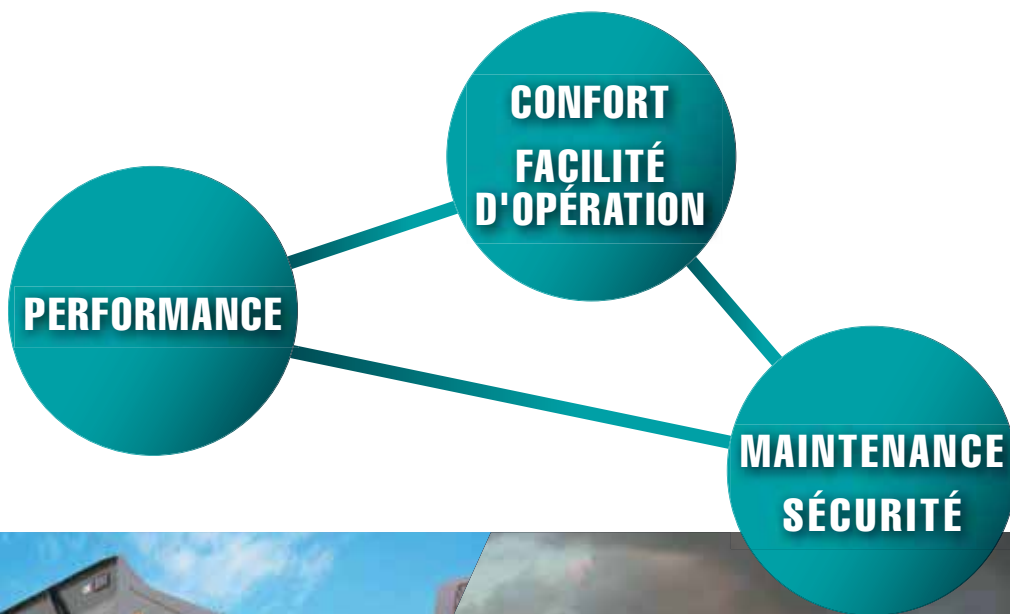 CONFORT
FACILITÉ
D'OPÉRATION
PERFORMANCE
MAINTENANCE
SÉCURITÉ